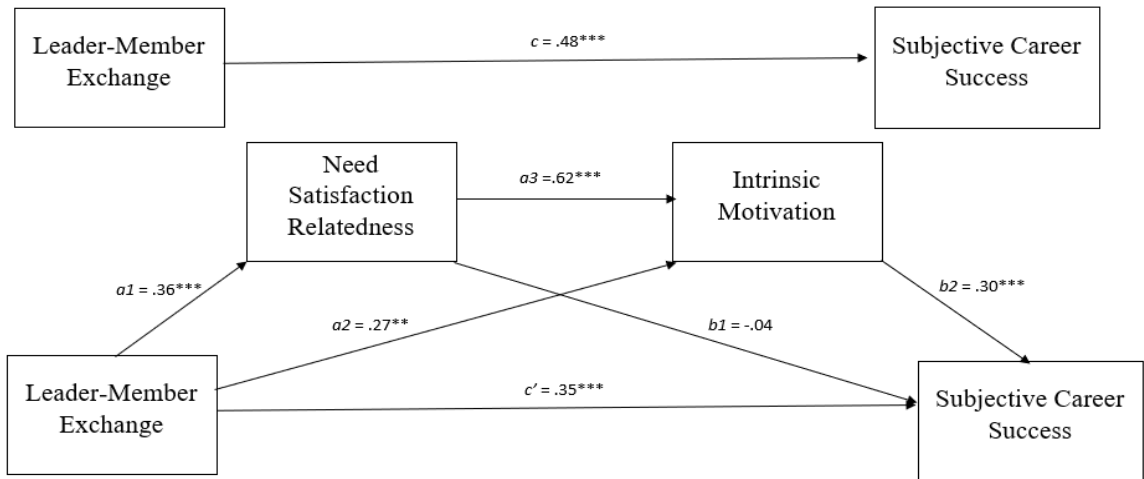 Leader-Member
Exchange
c = .48***
Subjective Career
Success
Need
Satisfaction
Relatedness
a3 =.62***
Intrinsic
Motivation
a1 = .36***
a2 = .27**
b1 = -.04
b2 = .30***
Leader-Member
Exchange
c’ = .35***
Subjective Career
Success